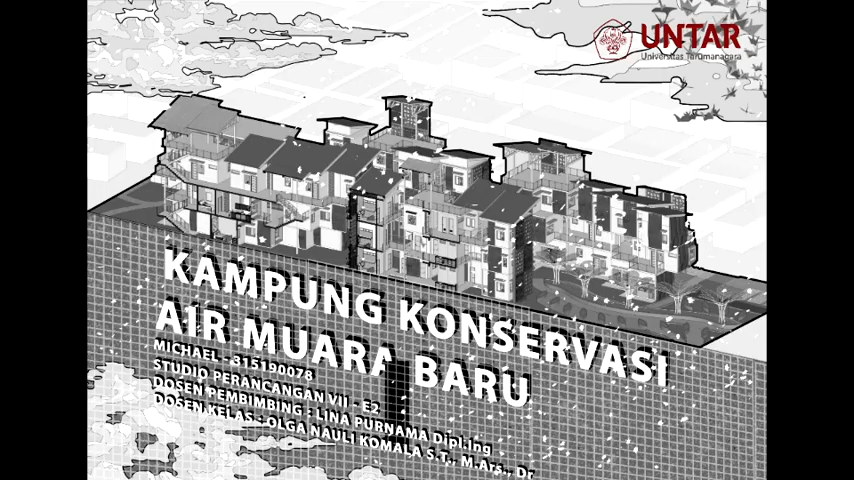 UNTAR
Universitas Tarumanagara
KAMPUNG KONSERVASI
AIR MUARA BARU
MICHAEL - 315190078
STUDIO PERANCANGAN VII - E2
DOSEN PEMBIMBING : LINA PURNAMA Dipl.Ing
DOSEN KELAS : OLGA NAULI KOMALA S.T., M.Ars., Dr